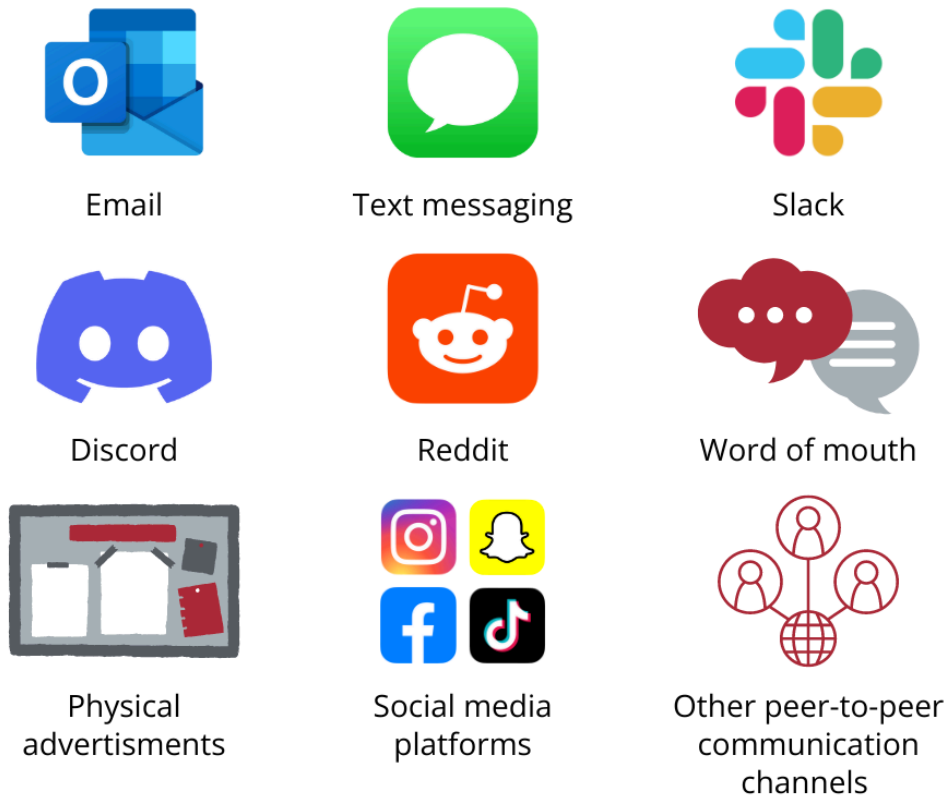 O
Email
Text messaging
Slack
Discord
Reddit
Word of mouth
Physical
advertisments
Social media
platforms
Other peer-to-peer
communication
channels